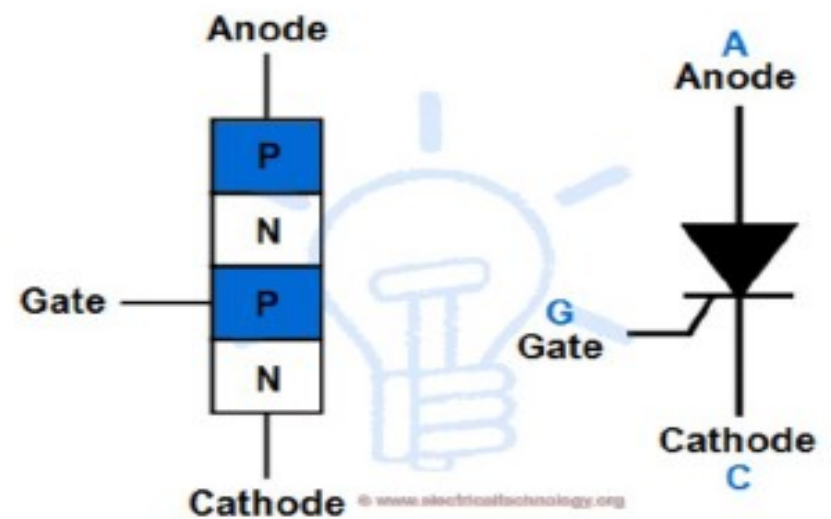 Anode
P
N
Gate
P
N
Cathode
A
Anode
G
Gate
Cathode
C
© www.electricaltechnology.org